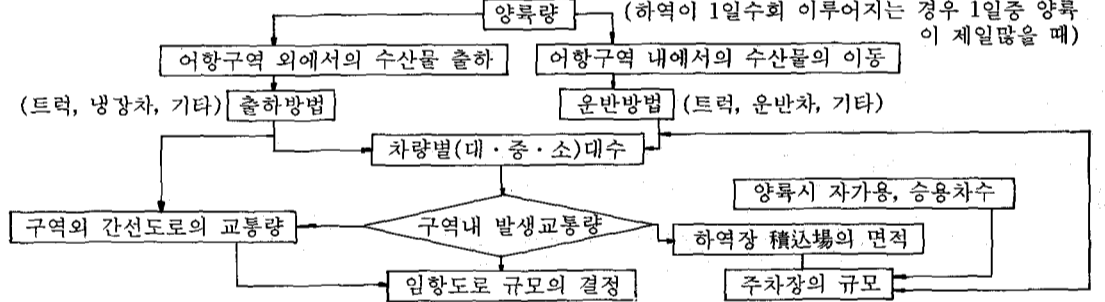 양륙량 (하역이 1일수회 이루어지는 경우 1일중 양륙
이 제일많을 때)
어항구역 외에서의 수산물 출하 어항구역 내에서의 수산물의 이동
(트럭, 냉장차, 기타) 출하방법 운반방법 (트럭, 운반차, 기타)
차량별(대·중·소)대수
양륙시 자가용, 승용차수
구역외 간선도로의 교통량 구역내 발생교통량
하역장 積込場의 면적
임항도로 규모의 결정 주차장의 규모